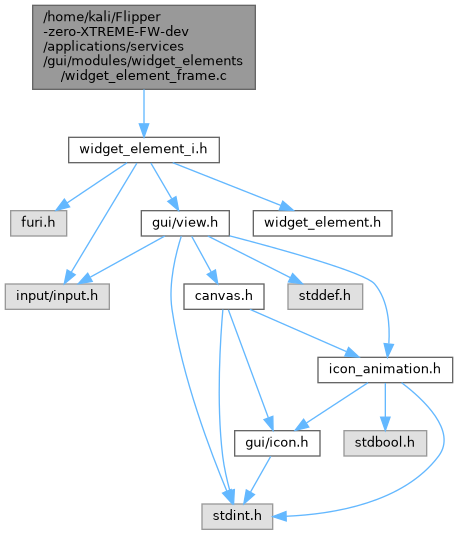 /home/kali/Flipper
-zero-XTREME-FW-dev
/applications/services
/gui/modules/widget_elements
/widget_element_frame.c
widget_element_i.h
furi.h
gui/view.h
widget_element.h
input/input.h
canvas.h
stddef.h
icon_animation.h
gui/icon.h
stdbool.h
stdint.h